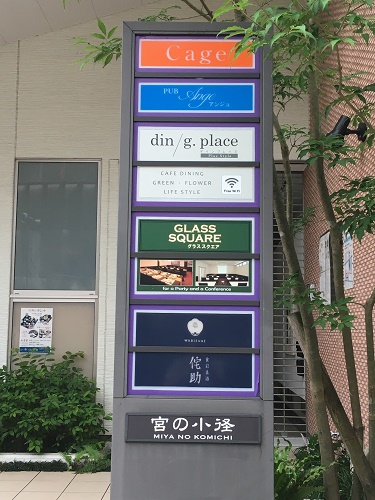 Cage
PUB
Ange
アンジュ
din/g. place
CAFE DINING
GREEN · FLOWER
LIFE STYLE
Free Wi-Fi
GLASS
SQUARE
グラススクエア
for a Party and a Conference
WABISUKE
侘助
宮の小径
MIYA NO KOMICHI